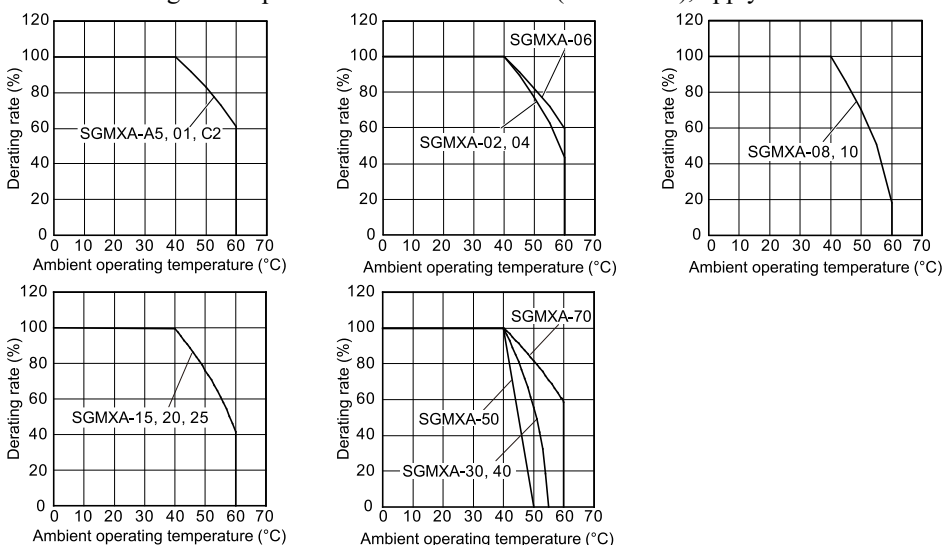 apply
120
100
80
60
40
20
0
Derating rate (%)
SGMXA-A5, 01, C2
0 10 20 30 40 50 60 70
Ambient operating temperature (°C)
120
100
80
60
40
20
0
Derating rate (%)
SGMXA-06
SGMXA-02, 04
0 10 20 30 40 50 60 70
Ambient operating temperature (°C)
120
100
80
60
40
20
0
Derating rate (%)
SGMXA-08, 10
0 10 20 30 40 50 60 70
Ambient operating temperature (°C)
120
100
80
60
40
20
0
Derating rate (%)
SGMXA-15, 20, 25
0 10 20 30 40 50 60 70
Ambient operating temperature (°C)
120
100
80
60
40
20
0
Derating rate (%)
SGMXA-70
SGMXA-50
SGMXA-30, 40
0 10 20 30 40 50 60 70
Ambient operating temperature (°C)